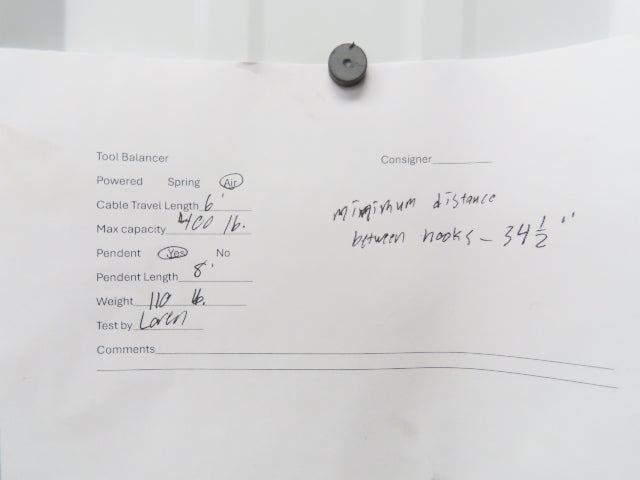 Tool Balancer
Consigner
Powered Spring Air
Cable Travel Length 6'
Max capacity 400 lb.
Pendent Yes No
Pendent Length 8'
Weight 110 lb.
Test by Loren
Comments
minimum distance
between hooks - 34 1/2"